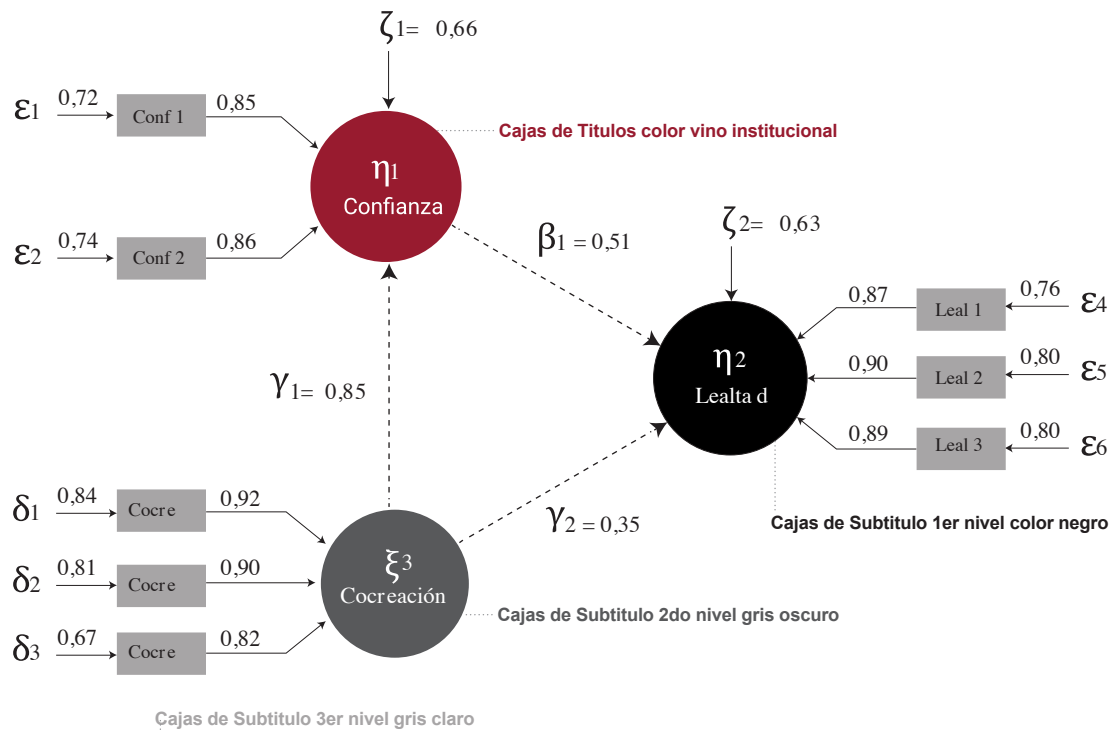 ζ1= 0,66
ε1 0,72 Conf 1 0,85
Cajas de Titulos color vino institucional
η1
Confianza
ε2 0,74 Conf 2 0,86
β1 = 0,51
ζ2= 0,63
0,87 Leal 1 0,76 ε4
η2
Lealta d
0,90 Leal 2 0,80 ε5
γ1= 0,85
0,89 Leal 3 0,80 ε6
δ1 0,84 Cocre 0,92
γ2 = 0,35
Cajas de Subtitulo 1er nivel color negro
ξ3
Cocreación
δ2 0,81 Cocre 0,90
Cajas de Subtitulo 2do nivel gris oscuro
δ3 0,67 Cocre 0,82
Cajas de Subtitulo 3er nivel gris claro